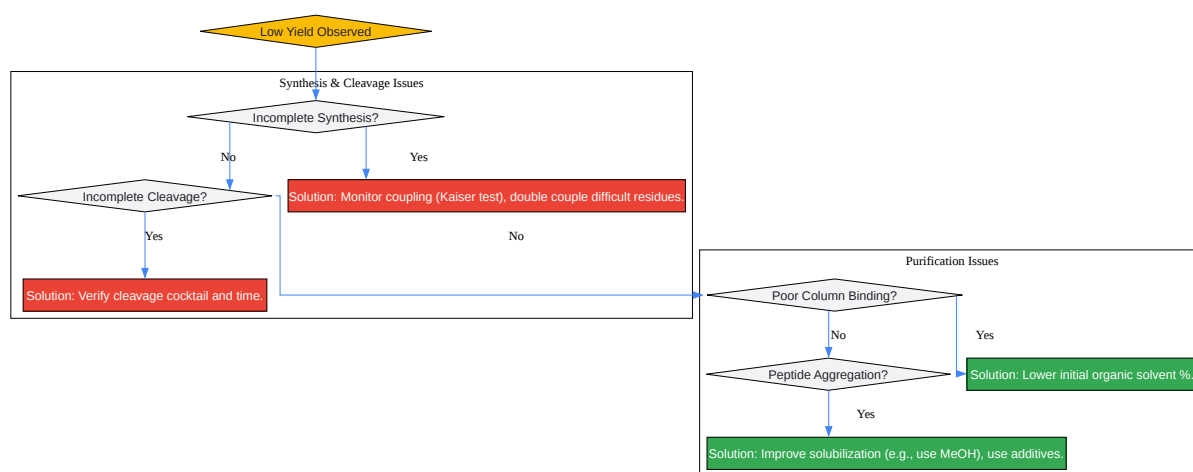 Low Yield Observed
Synthesis & Cleavage Issues
Incomplete Synthesis?
No
Yes
Incomplete Cleavage?
Solution: Monitor coupling (Kaiser test), double couple difficult residues.
Yes
No
Solution: Verify cleavage cocktail and time.
Purification Issues
Poor Column Binding?
No
Yes
Peptide Aggregation?
Solution: Lower initial organic solvent %.
Yes
Solution: Improve solubilization (e.g., use MeOH), use additives.